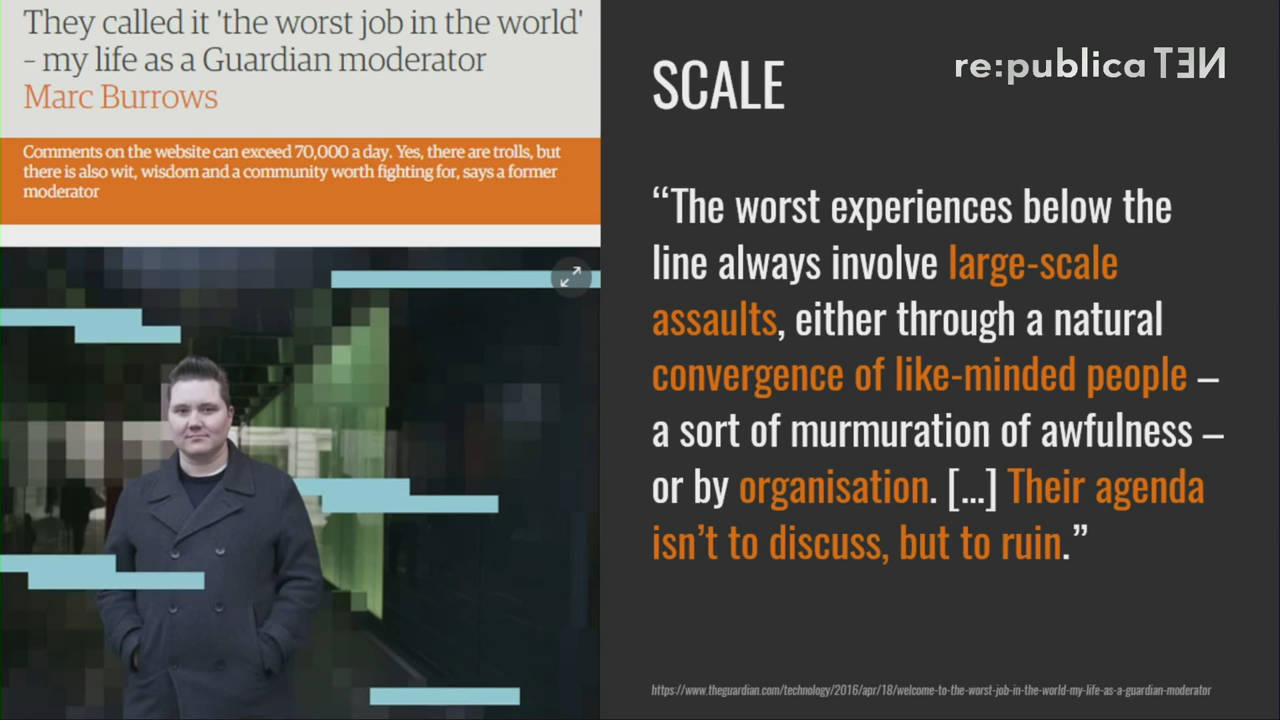 They called it 'the worst job in the world'
– my life as a Guardian moderator
Marc Burrows
Comments on the website can exceed 70,000 a day. Yes, there are trolls, but
there is also wit, wisdom and a community worth fighting for, says a former
moderator
SCALE
re:publica TEN
“The worst experiences below the
line always involve large-scale
assaults, either through a natural
convergence of like-minded people –
a sort of murmuration of awfulness –
or by organisation. [...] Their agenda
isn’t to discuss, but to ruin.”
https://www.theguardian.com/technology/2016/apr/18/welcome-to-the-worst-job-in-the-world-my-life-as-a-guardian-moderator